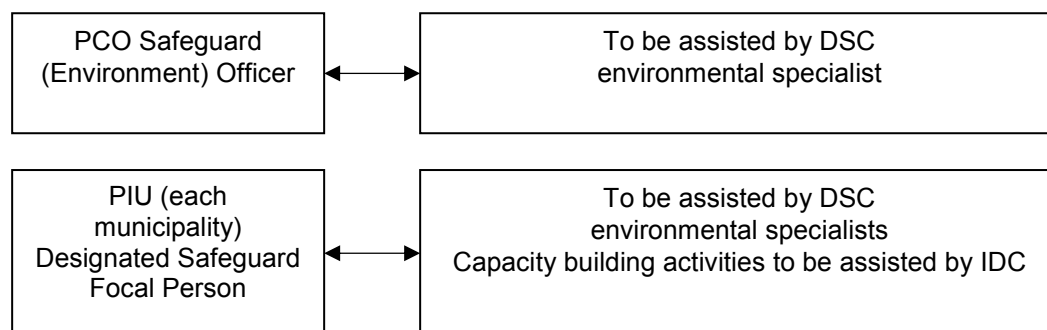 PCO Safeguard
(Environment) Officer
To be assisted by DSC
environmental specialist
PIU (each
municipality)
Designated Safeguard
Focal Person
To be assisted by DSC
environmental specialists
Capacity building activities to be assisted by IDC